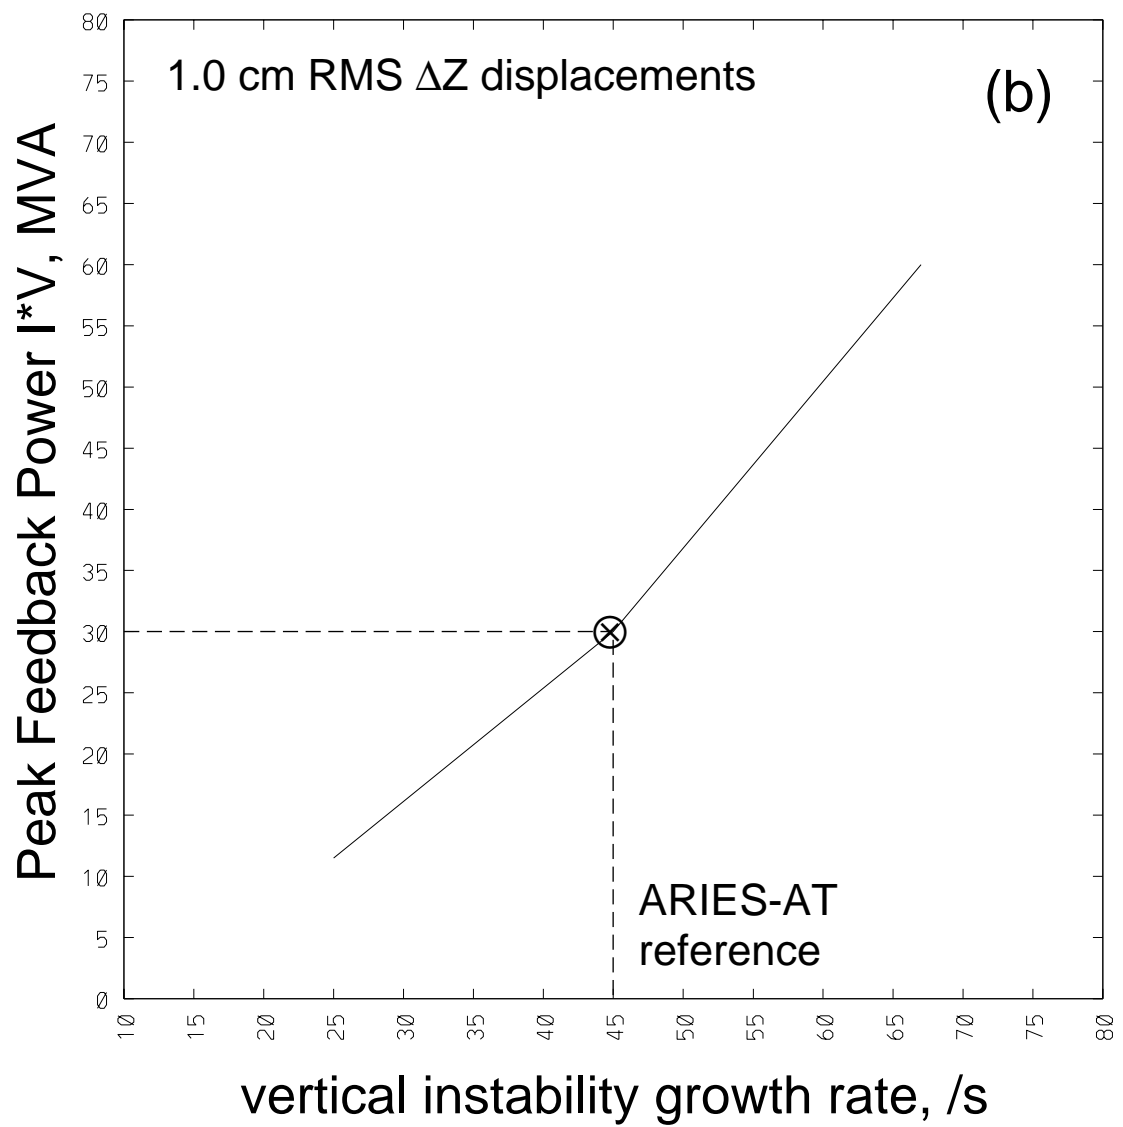 1.0 cm RMS ΔZ displacements
(b)
Peak Feedback Power I*V, MVA
80
75
70
65
60
55
50
45
40
35
30
25
20
15
10
5
0
ARIES-AT
reference
10 15 20 25 30 35 40 45 50 55 60 65 70 75 80
vertical instability growth rate, /s